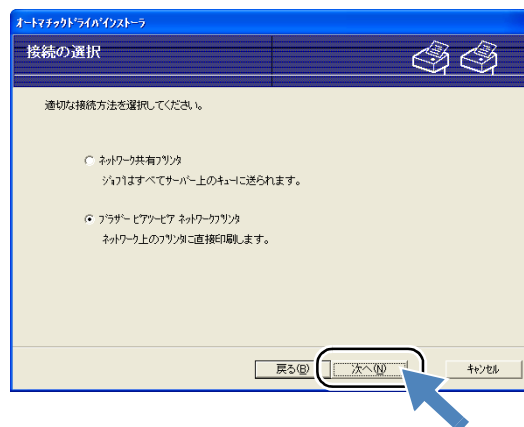 オートマチックドライバインストーラ
接続の選択
適切な接続方法を選択してください。
ネットワーク共有プリンタ
ジョブはすべてサーバー上のキューに送られます。
ブラザー ピアツーピア ネットワークプリンタ
ネットワーク上のプリンタに直接印刷します。
戻る(B) 次へ(N) キャンセル